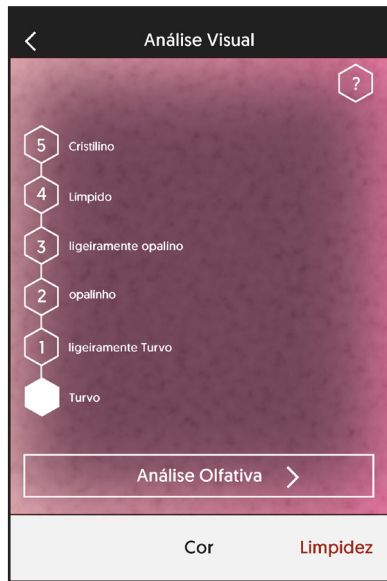 Análise Visual
?
5 Cristilino
4 Límpido
3 ligeiramente opalino
2 opalinho
1 ligeiramente Turvo
Turvo
Análise Olfativa
Cor Limpidez